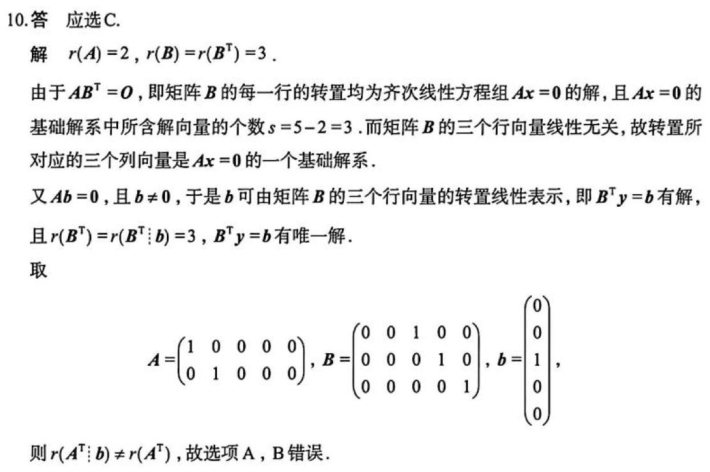 10.答 应选C.
解 r(A)=2, r(B)=r(Bᵀ)=3.
由于ABᵀ=O,即矩阵B的每一行的转置均为齐次线性方程组Ax=0的解,且Ax=0的
基础解系中所含解向量的个数s=5-2=3.而矩阵B的三个行向量线性无关,故转置所
对应的三个列向量是Ax=0的一个基础解系.
又Ab=0,且b≠0,于是b可由矩阵B的三个行向量的转置线性表示,即Bᵀy=b有解,
且r(Bᵀ)=r(Bᵀ⋮b)=3, Bᵀy=b有唯一解.
取
A=(1 0 0 0 0; 0 1 0 0 0), B=(0 0 1 0 0; 0 0 0 1 0; 0 0 0 0 1), b=(0; 0; 1; 0; 0),
则r(Aᵀ⋮b)≠r(Aᵀ),故选项A, B错误.